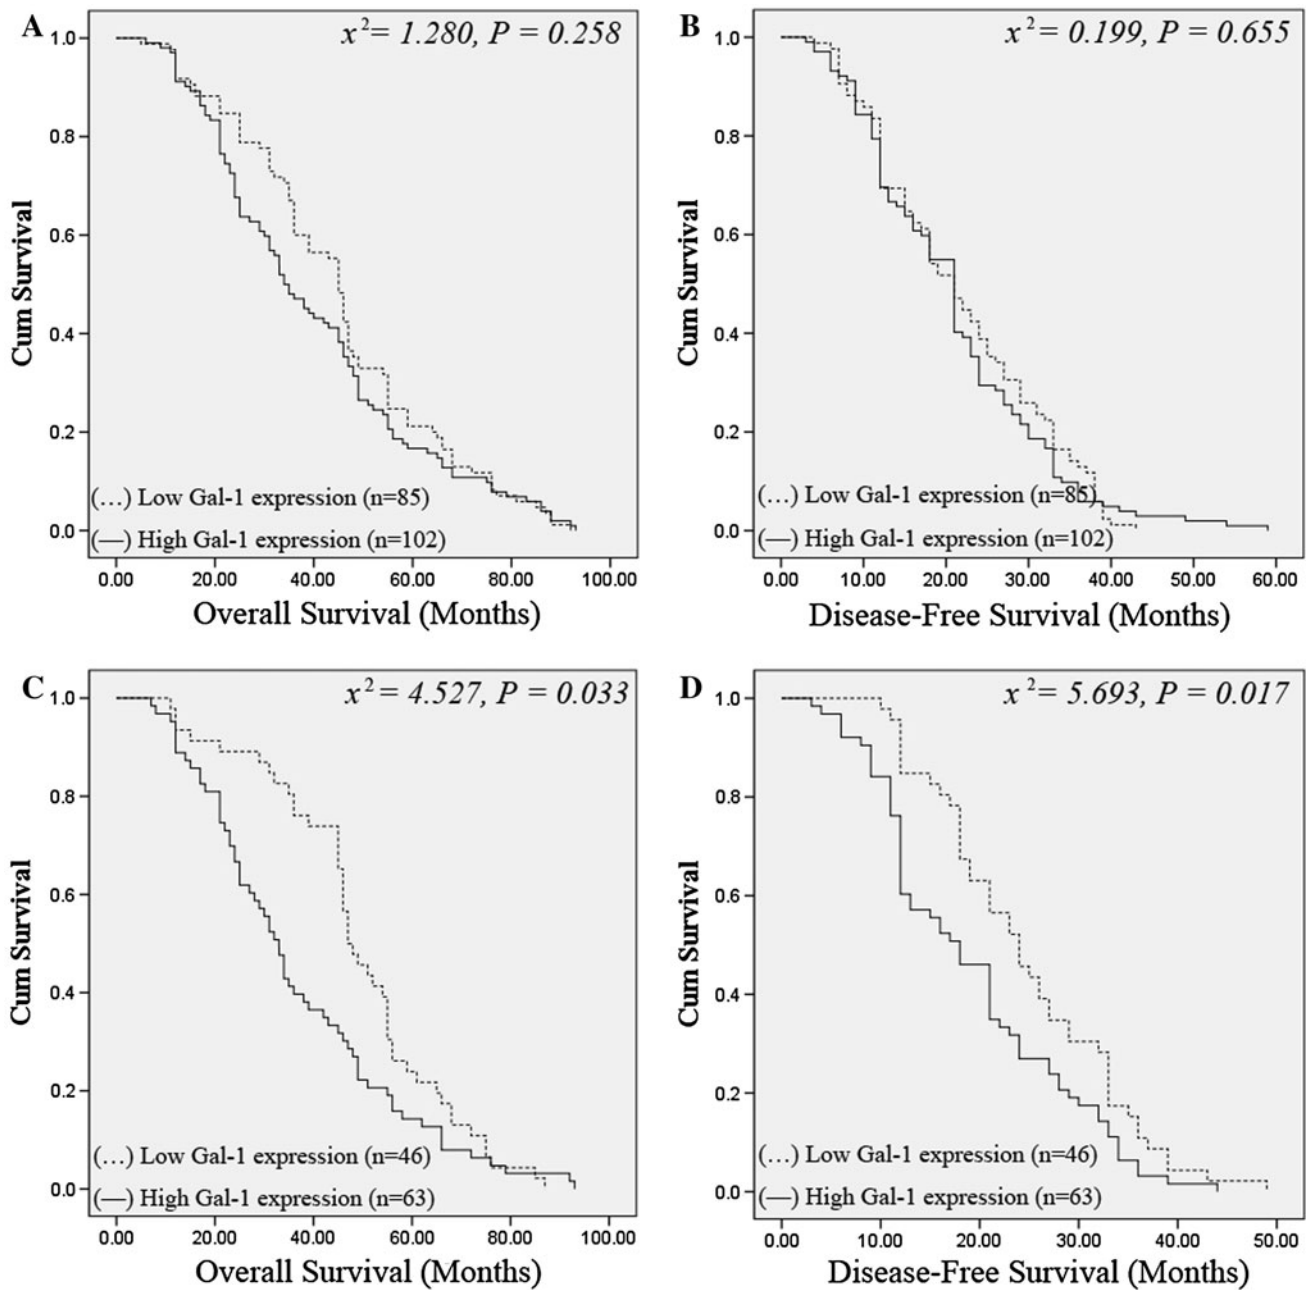 A
x²= 1.280, P = 0.258
Cum Survival
1.0
0.8
0.6
0.4
0.2
0.0
(...) Low Gal-1 expression (n=85)
(—) High Gal-1 expression (n=102)
0.00 20.00 40.00 60.00 80.00 100.00
Overall Survival (Months)
B
x²= 0.199, P = 0.655
Cum Survival
1.0
0.8
0.6
0.4
0.2
0.0
(...) Low Gal-1 expression (n=85)
(—) High Gal-1 expression (n=102)
0.00 10.00 20.00 30.00 40.00 50.00 60.00
Disease-Free Survival (Months)
C
x²= 4.527, P = 0.033
Cum Survival
1.0
0.8
0.6
0.4
0.2
0.0
(...) Low Gal-1 expression (n=46)
(—) High Gal-1 expression (n=63)
0.00 20.00 40.00 60.00 80.00 100.00
Overall Survival (Months)
D
x²= 5.693, P = 0.017
Cum Survival
1.0
0.8
0.6
0.4
0.2
0.0
(...) Low Gal-1 expression (n=46)
(—) High Gal-1 expression (n=63)
0.00 10.00 20.00 30.00 40.00 50.00
Disease-Free Survival (Months)